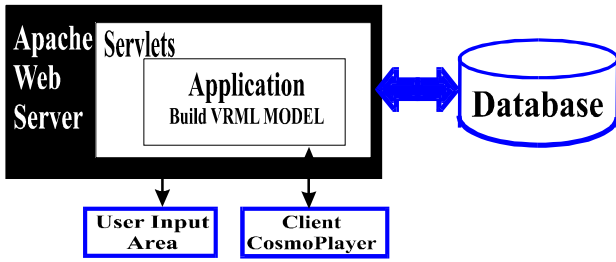 Apache
Web
Server
Servlets
Application
Build VRML MODEL
Database
User Input
Area
Client
CosmoPlayer